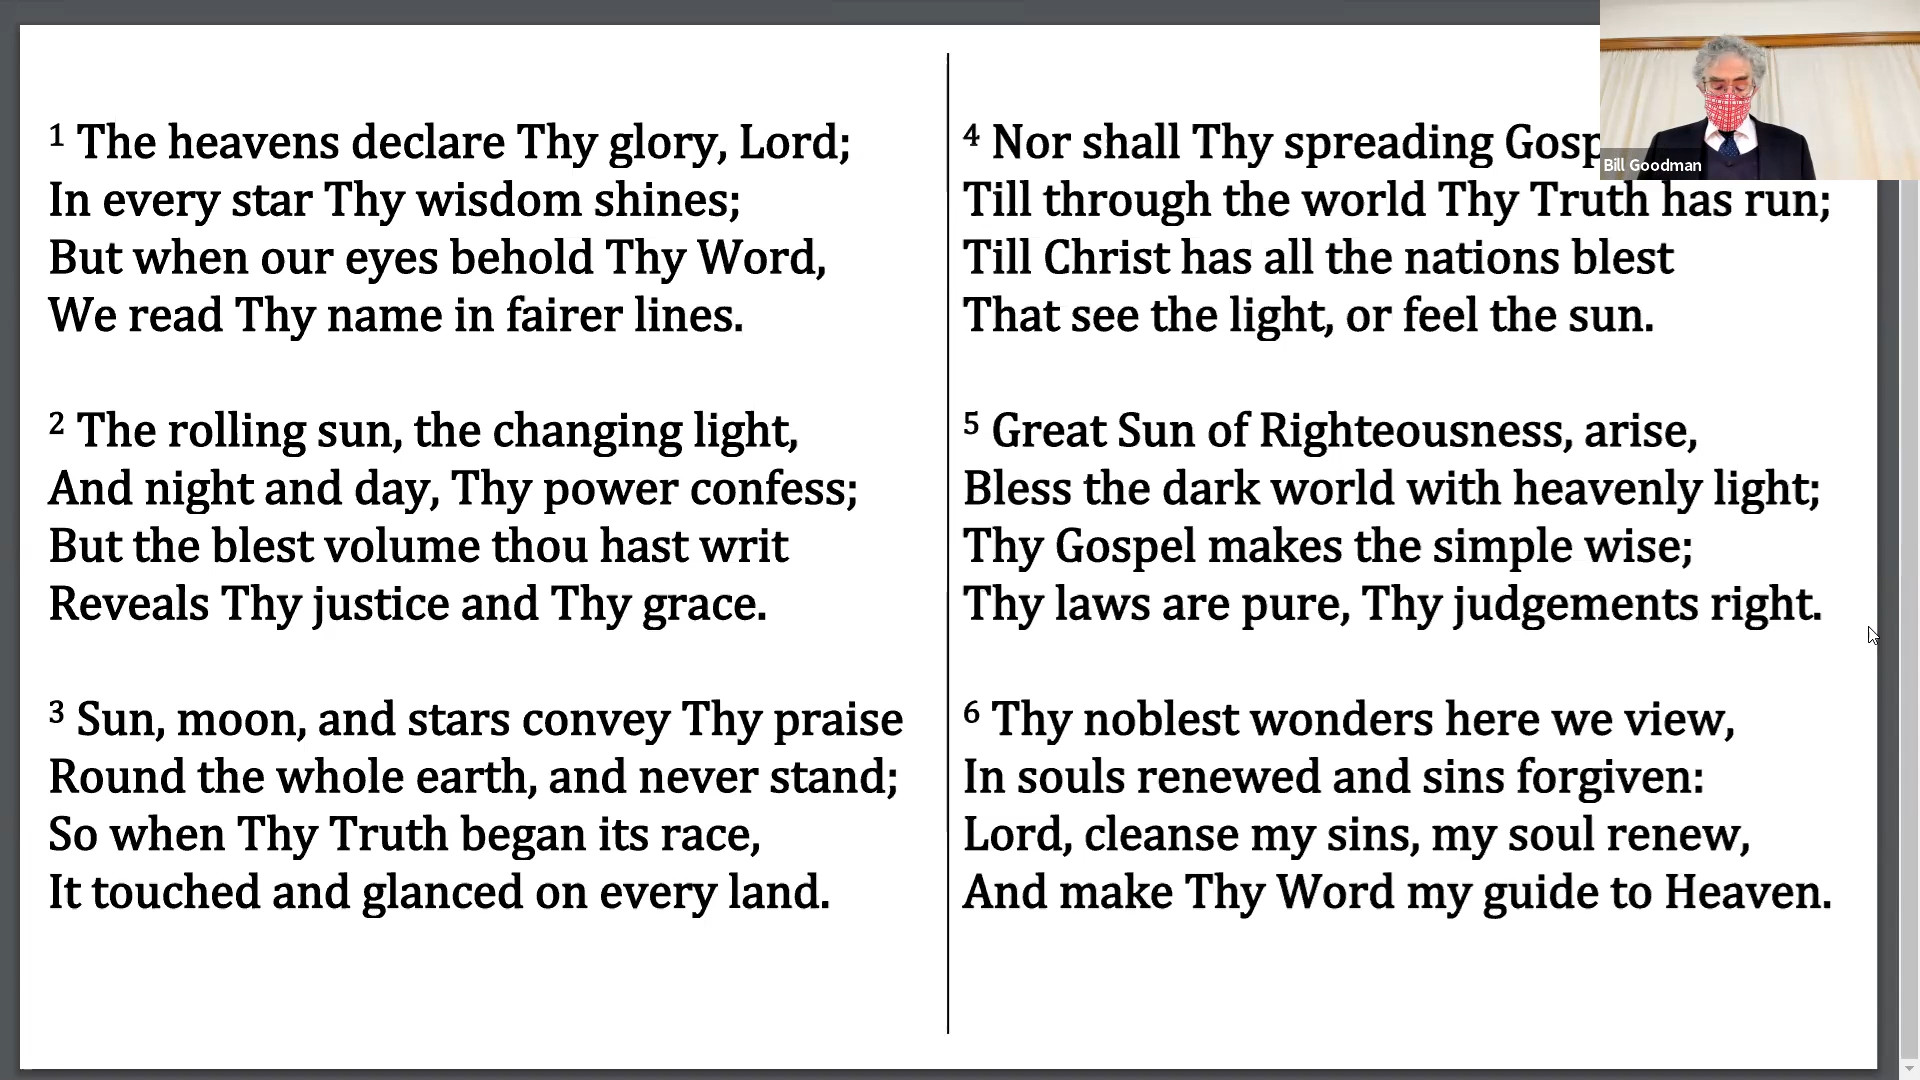 1 The heavens declare Thy glory, Lord;
In every star Thy wisdom shines;
But when our eyes behold Thy Word,
We read Thy name in fairer lines.
2 The rolling sun, the changing light,
And night and day, Thy power confess;
But the blest volume thou hast writ
Reveals Thy justice and Thy grace.
3 Sun, moon, and stars convey Thy praise
Round the whole earth, and never stand;
So when Thy Truth began its race,
It touched and glanced on every land.
4 Nor shall Thy spreading Gosp
Till through the world Thy Truth has run;
Till Christ has all the nations blest
That see the light, or feel the sun.
5 Great Sun of Righteousness, arise,
Bless the dark world with heavenly light;
Thy Gospel makes the simple wise;
Thy laws are pure, Thy judgements right.
6 Thy noblest wonders here we view,
In souls renewed and sins forgiven:
Lord, cleanse my sins, my soul renew,
And make Thy Word my guide to Heaven.
Bill Goodman